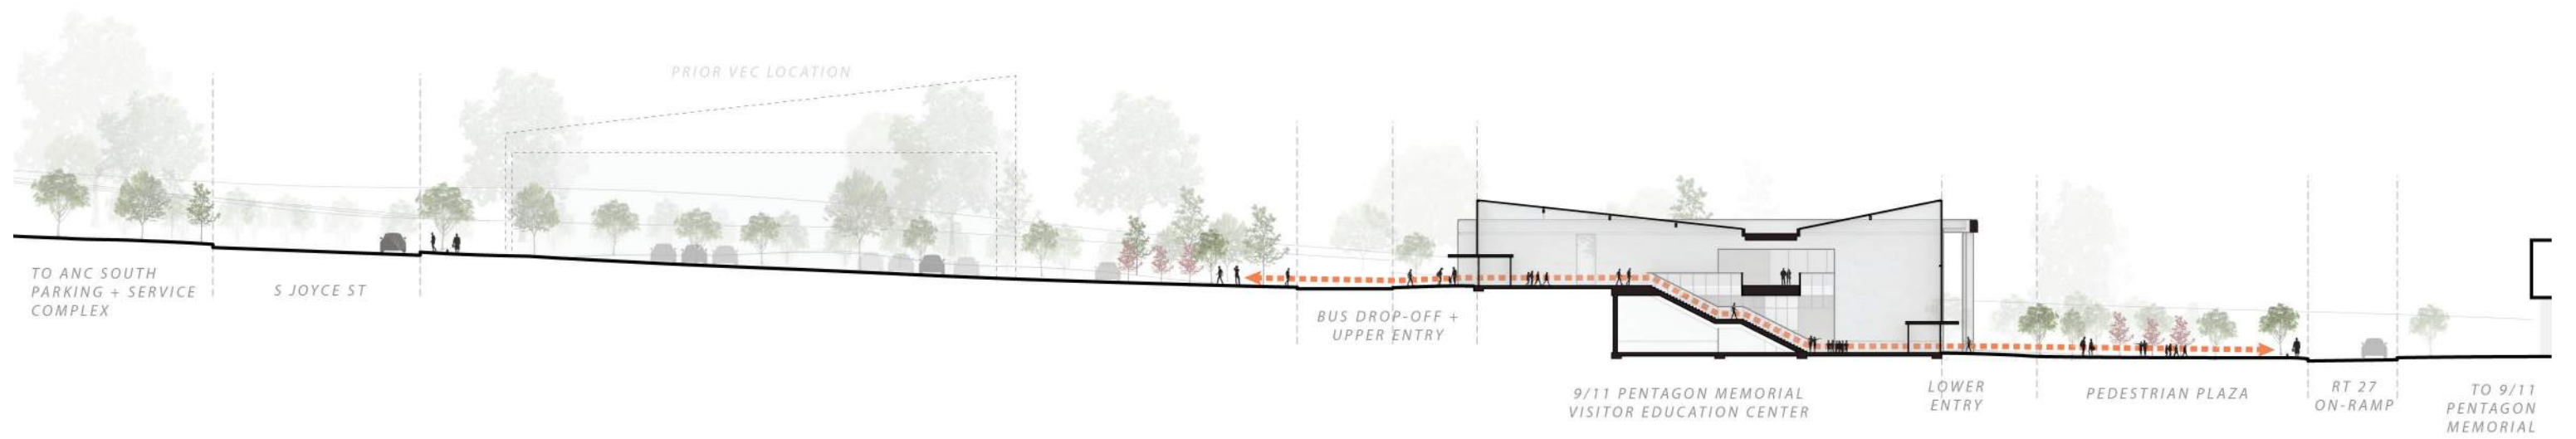 PRIOR VEC LOCATION
TO ANC SOUTH
PARKING + SERVICE
COMPLEX
S JOYCE ST
BUS DROP-OFF +
UPPER ENTRY
9/11 PENTAGON MEMORIAL
VISITOR EDUCATION CENTER
LOWER
ENTRY
PEDESTRIAN PLAZA
RT 27
ON-RAMP
TO 9/11
PENTAGON
MEMORIAL